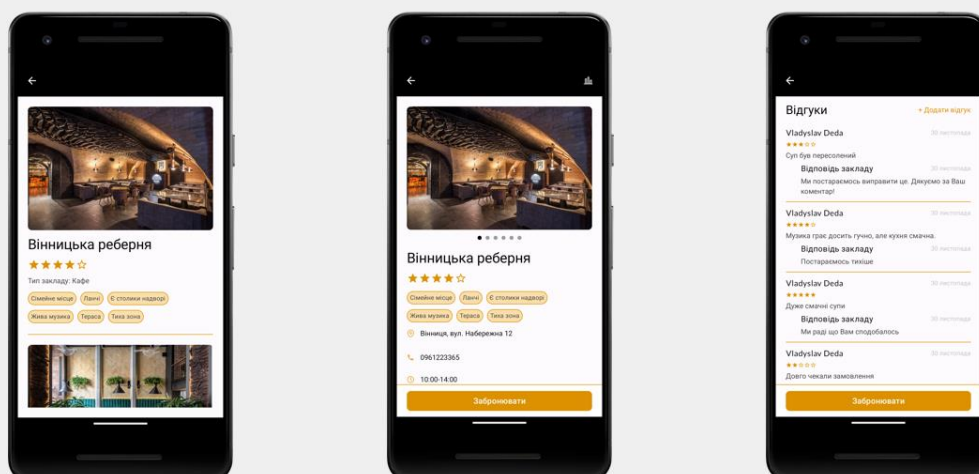 Вінницька реберня
Тип закладу: Кафе
Сімейне місце
Ланчі
Є столики надворі
Жива музика
Тераса
Тиха зона
Вінницька реберня
Сімейне місце
Ланчі
Є столики надворі
Жива музика
Тераса
Тиха зона
Вінниця, вул. Набережна 12
0961223365
10:00-14:00
Забронювати
Відгуки
+ Додати відгук
Vladyslav Deda
30 листопада
Суп був пересолений
Відповідь закладу
30 листопада
Ми постараємось виправити це. Дякуємо за Ваш
коментар!
Vladyslav Deda
30 листопада
Музика грає досить гучно, але кухня смачна.
Відповідь закладу
30 листопада
Постараємось тихіше
Vladyslav Deda
30 листопада
Дуже смачні супи
Відповідь закладу
30 листопада
Ми раді що Вам сподобалось
Vladyslav Deda
30 листопада
Довго чекали замовлення
Забронювати